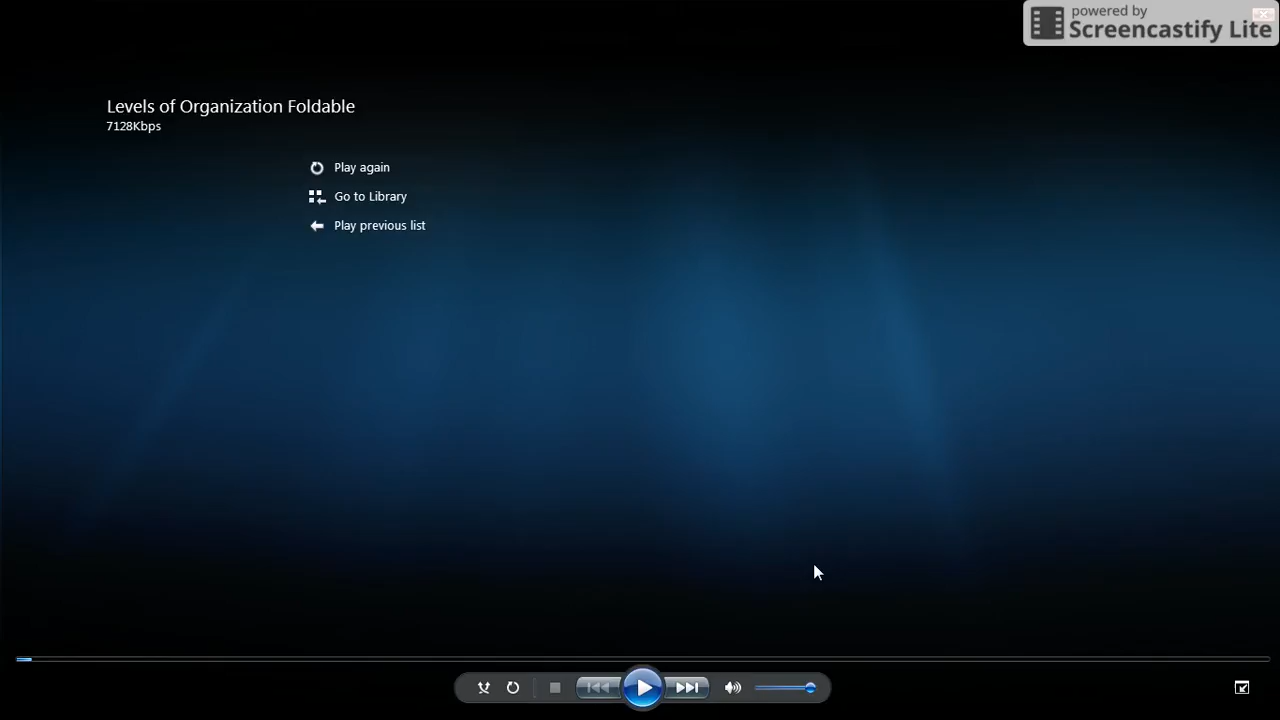 powered by
Screencastify Lite
Levels of Organization Foldable
7128Kbps
Play again
Go to Library
Play previous list